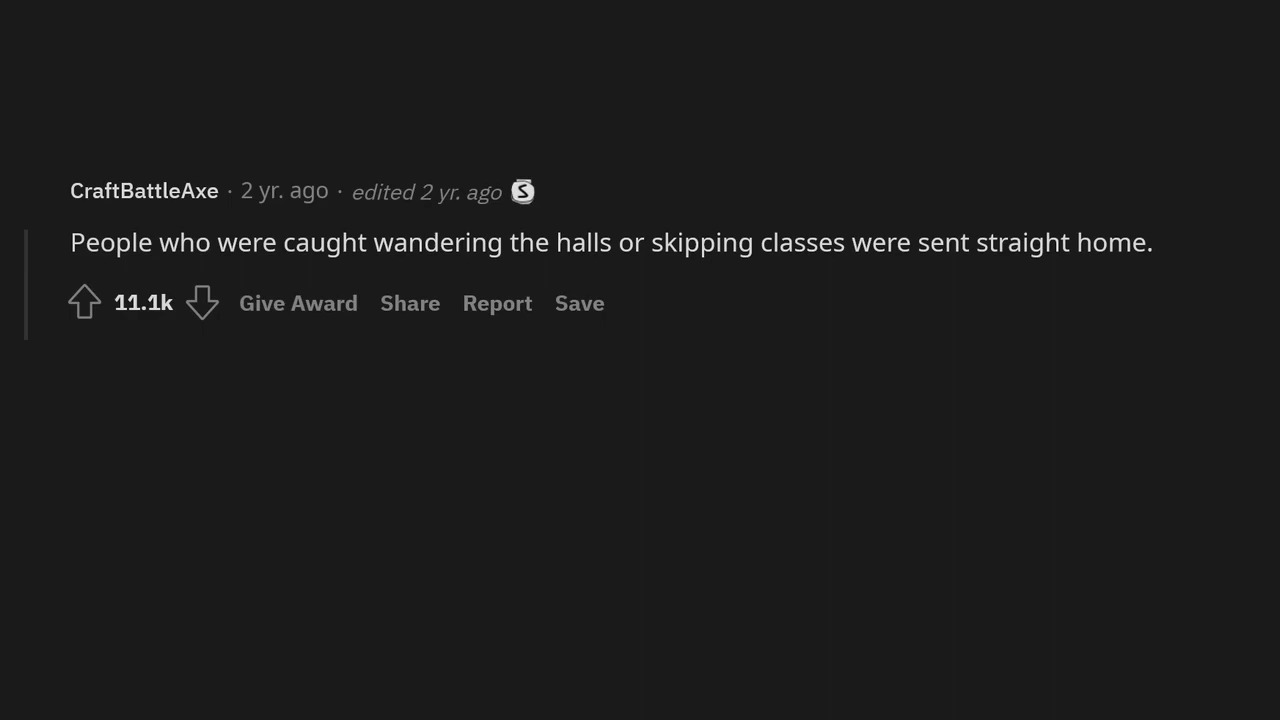 CraftBattleAxe · 2 yr. ago · edited 2 yr. ago S
People who were caught wandering the halls or skipping classes were sent straight home.
11.1k Give Award Share Report Save